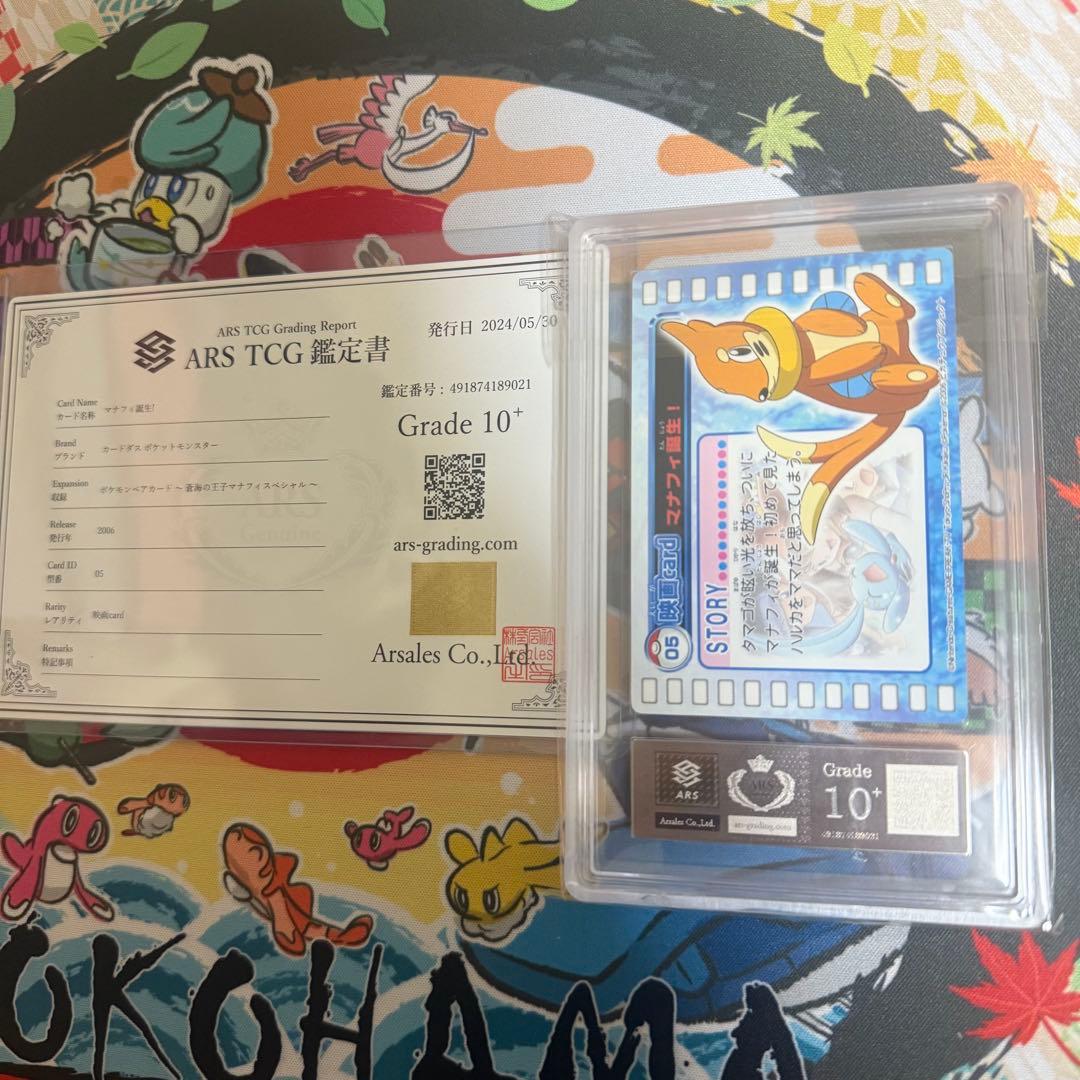 ARS TCG Grading Report
ARS TCG 鑑定書
発行日 2024/05/30
鑑定番号 : 491874189021
Grade 10+
ars-grading.com
Arsales Co.,Ltd.
Card Name
カード名称 マナフィ誕生!
Brand
ブランド カードダス ポケットモンスター
Expansion
収録 ポケモンベアカード 〜 蒼海の王子マナフィスペシャル 〜
Release
発行年 2006
Card ID
型番 05
Rarity
レアリティ 映画card
Remarks
特記事項
05 映画card マナフィ誕生!
STORY
タマゴが眩い光を放ち、ついに
マナフィが誕生!初めて見た
ハルカをママだと思ってしまう。
ARS
Arsales Co.,Ltd.
ars-grading.com
Grade
10+
491874189021
OKOHAMA